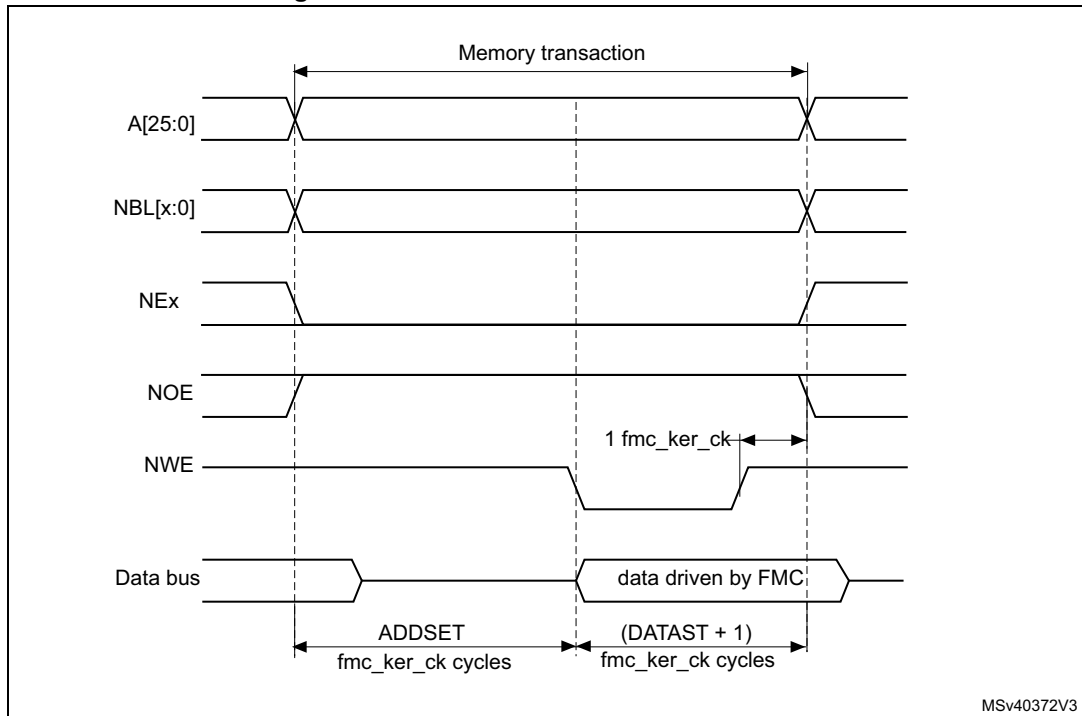 Memory transaction
A[25:0]
NBL[x:0]
NEx
NOE
1 fmc_ker_ck
NWE
Data bus
data driven by FMC
ADDSET
fmc_ker_ck cycles
(DATAST + 1)
fmc_ker_ck cycles
MSv40372V3